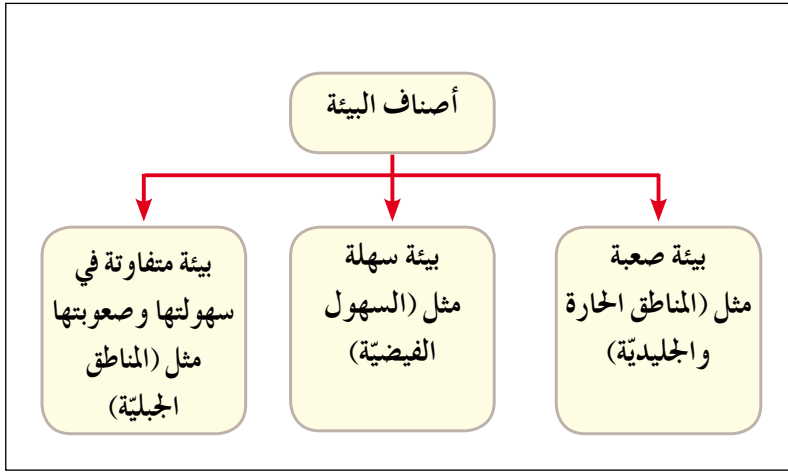 أصناف البيئة
بيئة صعبة
مثل (المناطق الحارة
والجليديّة)
بيئة سهلة
مثل (السهول
الفيضيّة)
بيئة متفاوتة في
سهولتها وصعوبتها
مثل (المناطق
الجبليّة)